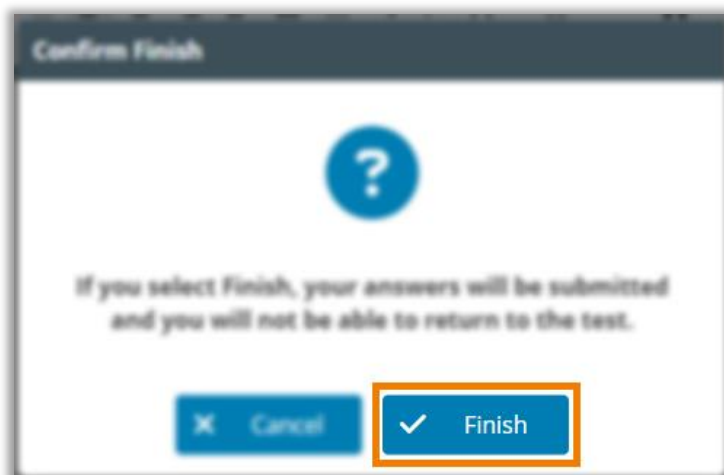 Confirm Finish
?
If you select Finish, your answers will be submitted
and you will not be able to return to the test.
Cancel
Finish